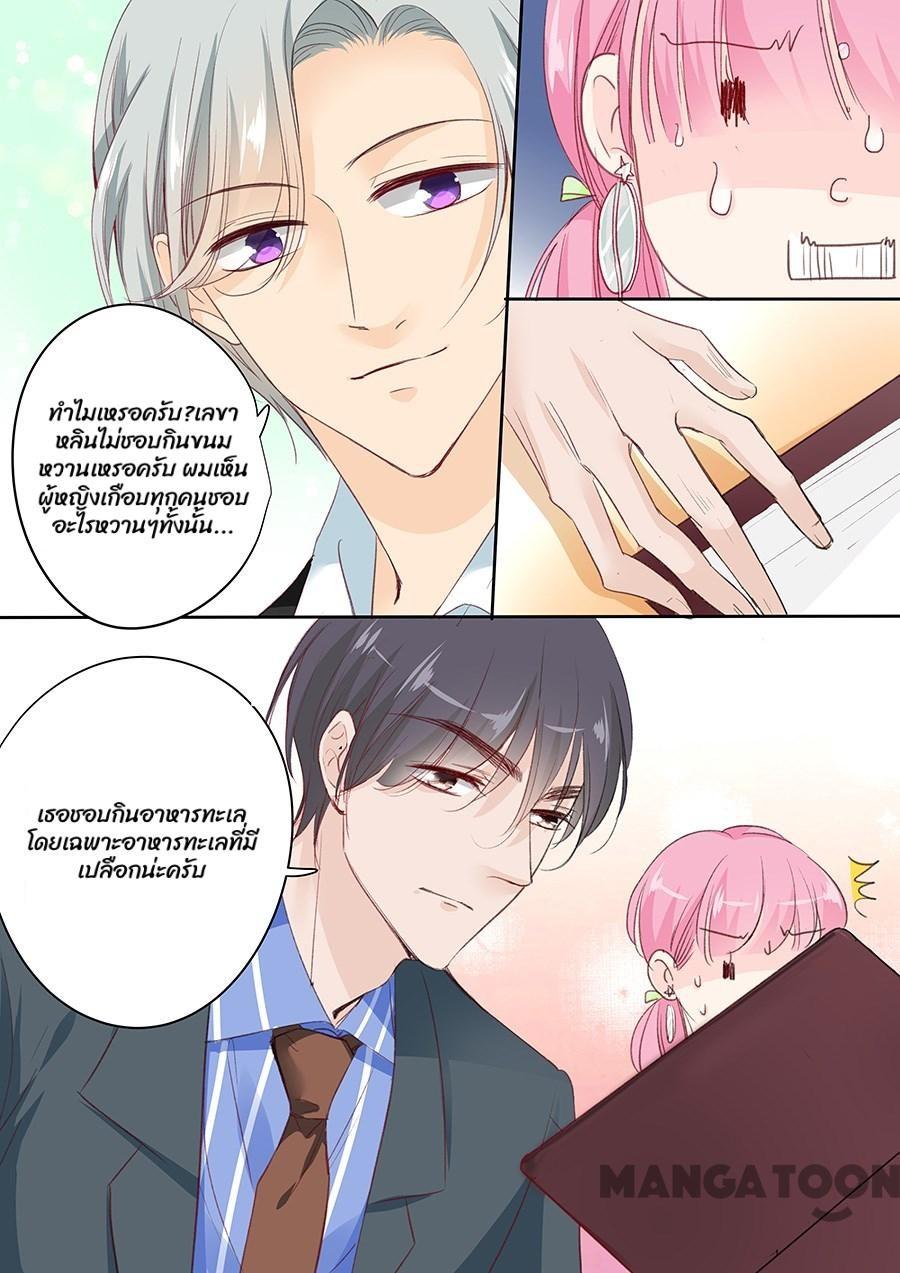 ทำไมเหรอครับ?เลขา
หลินไม่ชอบกินขนม
หวานเหรอครับ ผมเห็น
ผู้หญิงเกือบทุกคนชอบ
อะไรหวานๆทั้งนั้น...
เธอชอบกินอาหารทะเล
โดยเฉพาะอาหารทะเลที่มี
เปลือกน่ะครับ
MANGA TOON